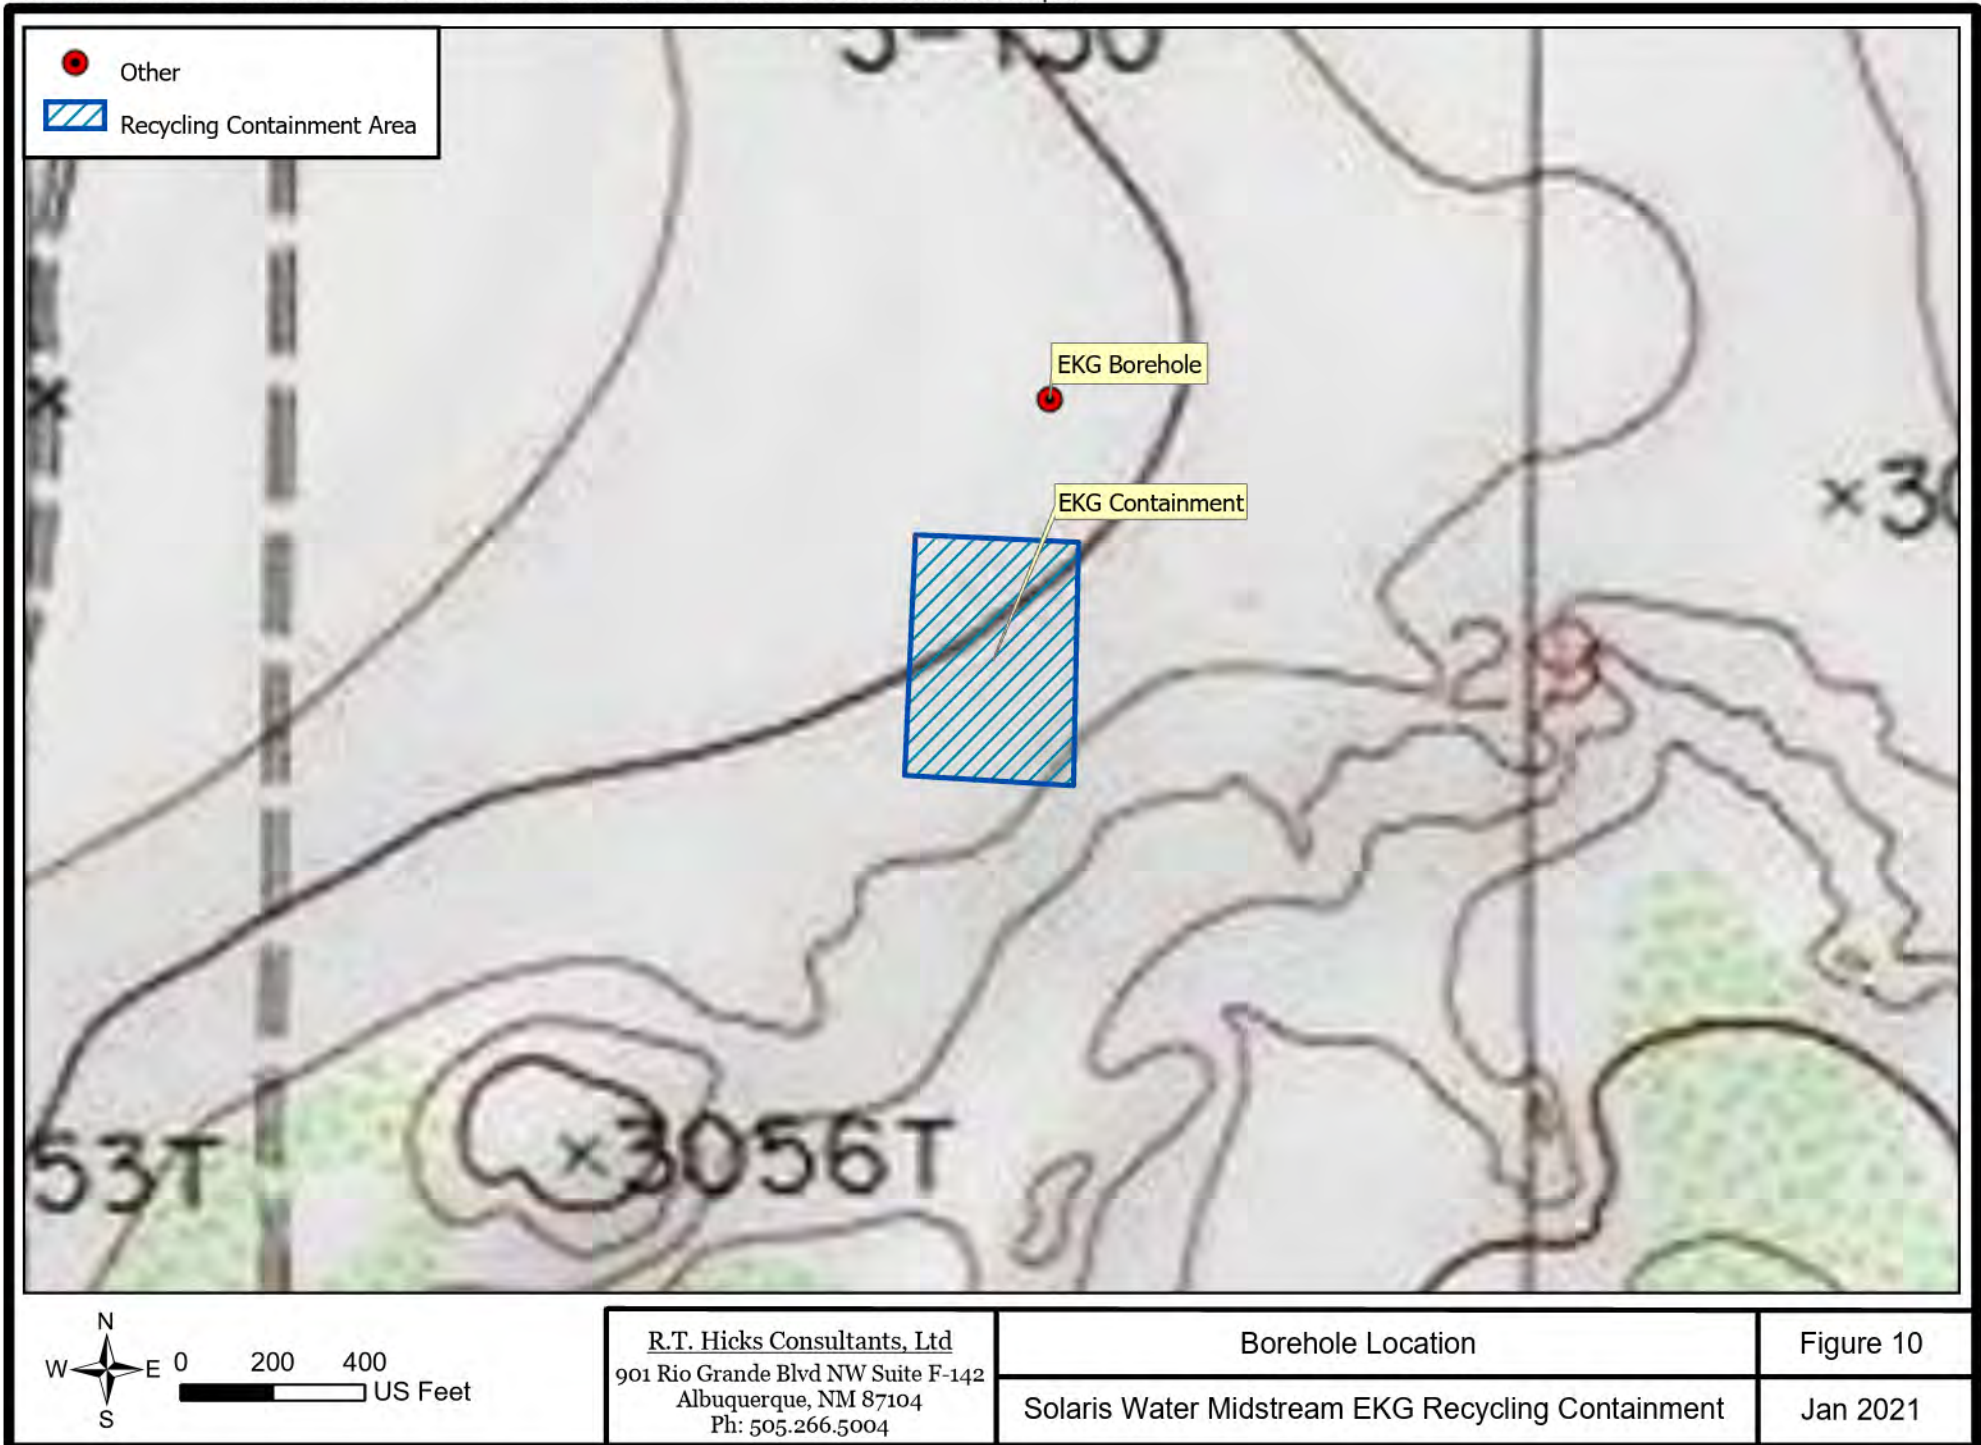 Other
Recycling Containment Area
EKG Borehole
EKG Containment
×30
29
53T
×3056T
N
W E
S
0 200 400
US Feet
R.T. Hicks Consultants, Ltd
901 Rio Grande Blvd NW Suite F-142
Albuquerque, NM 87104
Ph: 505.266.5004
Borehole Location
Solaris Water Midstream EKG Recycling Containment
Figure 10
Jan 2021